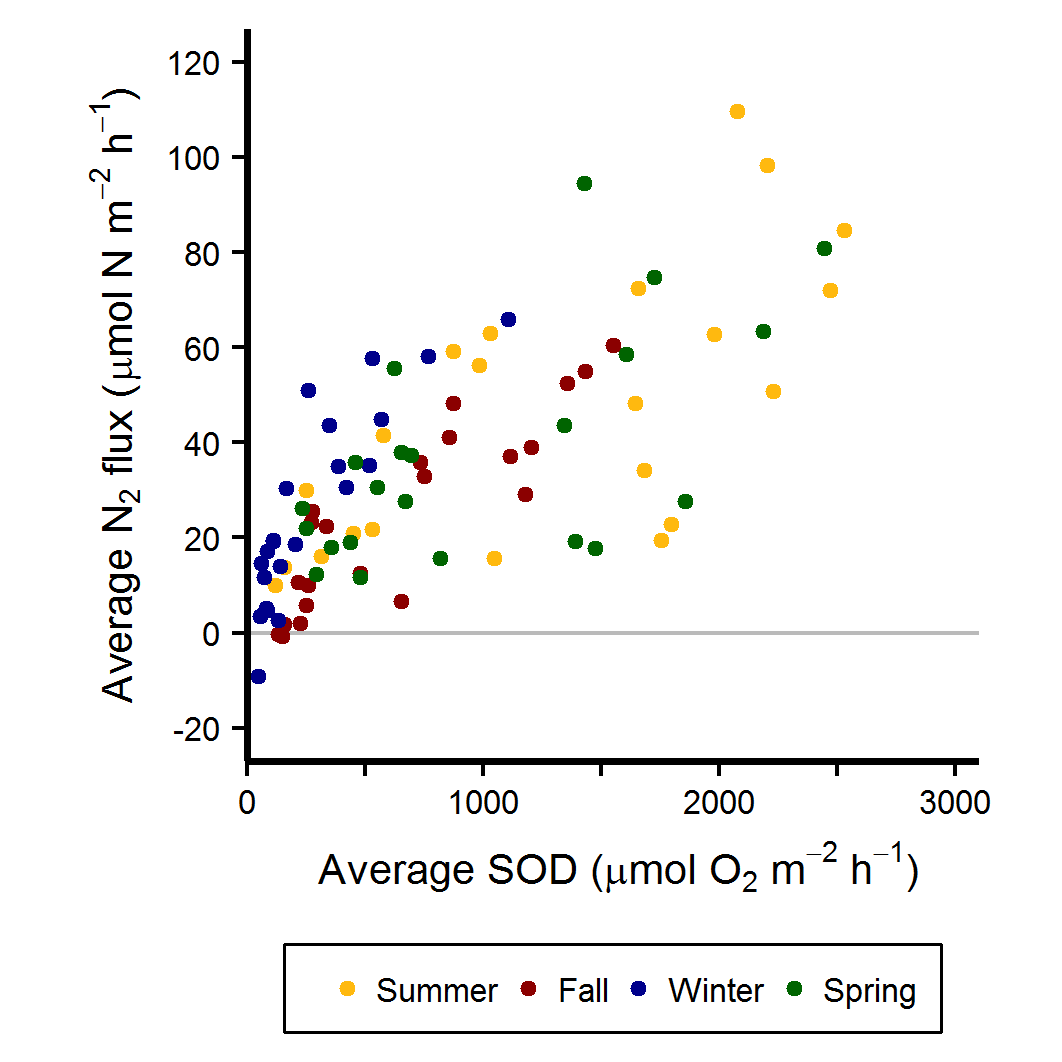 120
100
80
60
40
20
0
-20
Average N₂ flux (μmol N m⁻² h⁻¹)
0 1000 2000 3000
Average SOD (μmol O₂ m⁻² h⁻¹)
Summer Fall Winter Spring